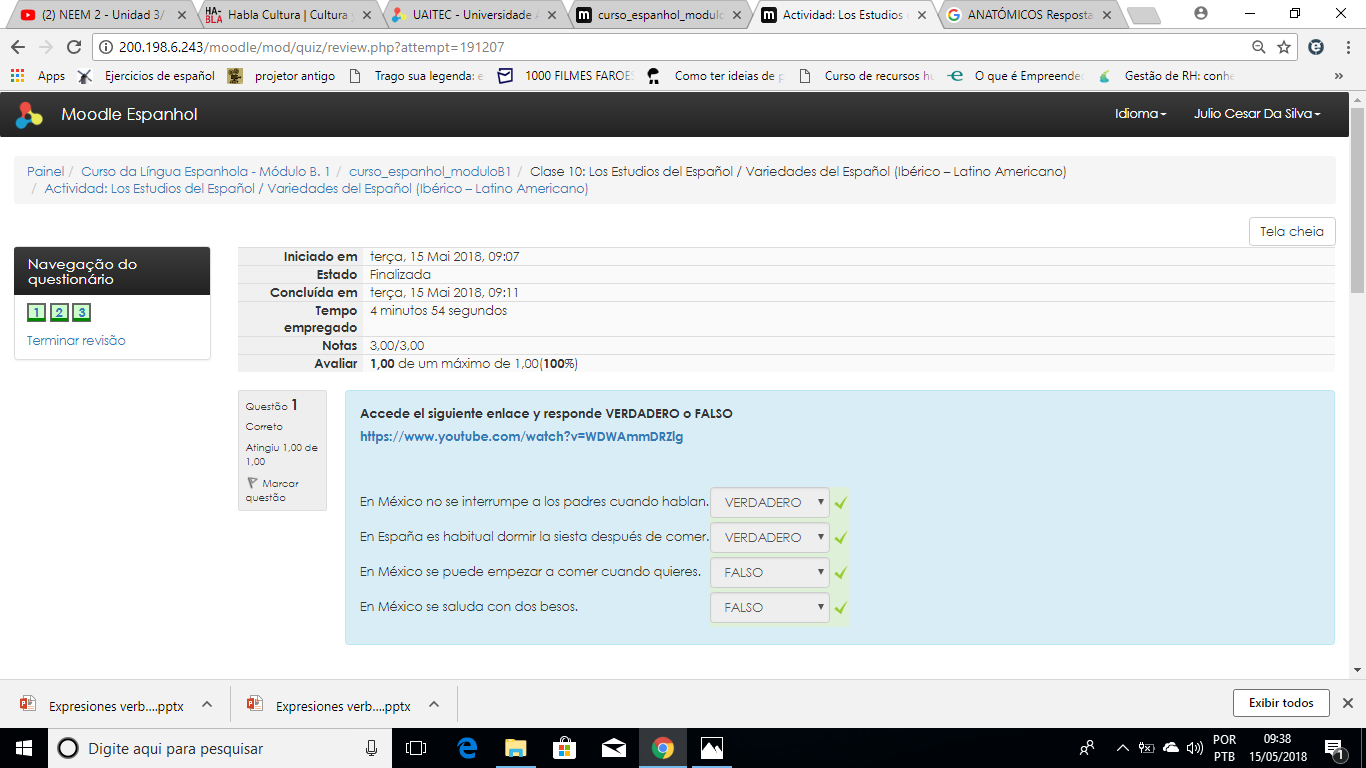 (2) NEEM 2 - Unidad 3/
HA-BLA Habla Cultura | Cultura y
UAITEC - Universidade A
curso_espanhol_modulo
Actividad: Los Estudios
ANATÓMICOS Resposta
200.198.6.243/moodle/mod/quiz/review.php?attempt=191207
Apps
Ejercicios de español
projetor antigo
Trago sua legenda: e
1000 FILMES FAROES
Como ter ideias de p
Curso de recursos hu
O que é Empreended
Gestão de RH: conhe
»
Moodle Espanhol
Idioma
Julio Cesar Da Silva
Painel / Curso da Língua Espanhola - Módulo B. 1 / curso_espanhol_moduloB1 / Clase 10: Los Estudios del Español / Variedades del Español (Ibérico – Latino Americano)
/ Actividad: Los Estudios del Español / Variedades del Español (Ibérico – Latino Americano)
Tela cheia
Navegação do
questionário
1 2 3
Terminar revisão
Iniciado em terça, 15 Mai 2018, 09:07
Estado Finalizada
Concluída em terça, 15 Mai 2018, 09:11
Tempo 4 minutos 54 segundos
empregado
Notas 3,00/3,00
Avaliar 1,00 de um máximo de 1,00(100%)
Questão 1
Correto
Atingiu 1,00 de
1,00
Marcar
questão
Accede el siguiente enlace y responde VERDADERO o FALSO
https://www.youtube.com/watch?v=WDWAmmDRZlg
En México no se interrumpe a los padres cuando hablan. VERDADERO
En España es habitual dormir la siesta después de comer. VERDADERO
En México se puede empezar a comer cuando quieres. FALSO
En México se saluda con dos besos. FALSO
Expresiones verb....pptx
Expresiones verb....pptx
Exibir todos
Digite aqui para pesquisar
POR
PTB
09:38
15/05/2018
1